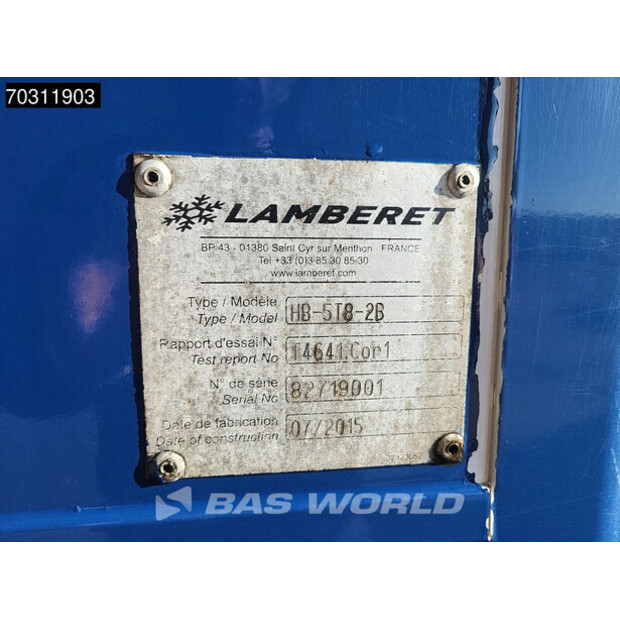 70311903
LAMBERET
BP 43 - 01380 Saint Cyr sur Menthon - FRANCE
Tel +33 (0)3 85 30 85 30
www.lamberet.com
Type / Modèle
Type / Model
HB-5T8-2B
Rapport d'essai N°
Test report No
T4641.Cor1
N° de série
Serial No
82719001
Date de fabrication
Date of construction
07/2015
BAS WORLD